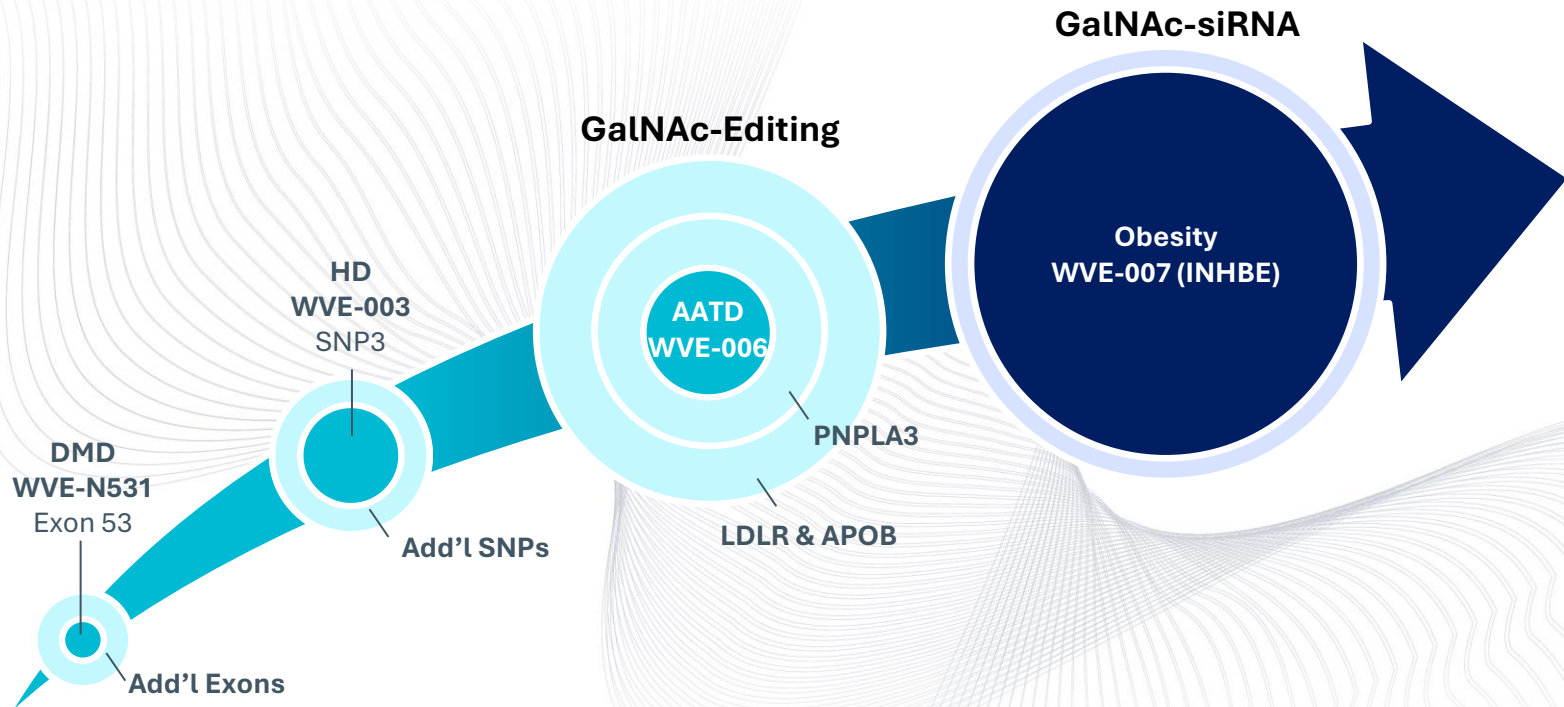 DMD
WVE-N531
Exon 53
Add’l Exons
HD
WVE-003
SNP3
Add’l SNPs
GalNAc-Editing
AATD
WVE-006
PNPLA3
LDLR & APOB
GalNAc-siRNA
Obesity
WVE-007 (INHBE)